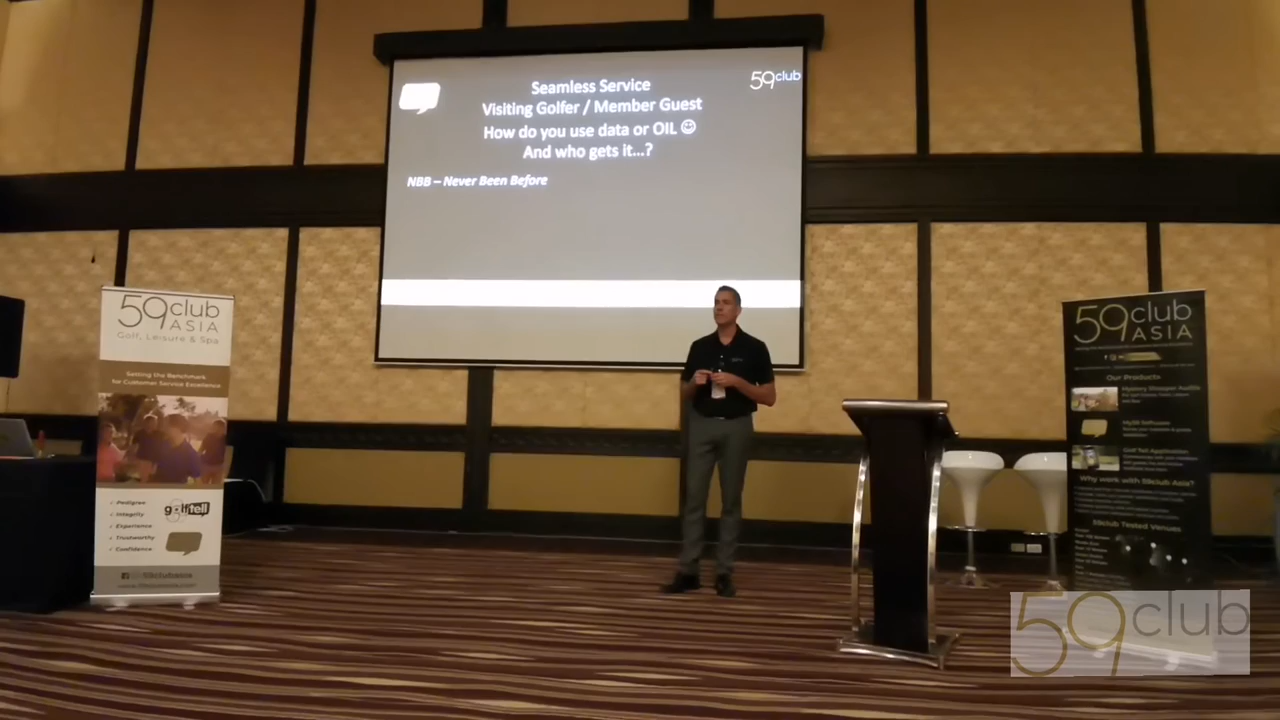 Seamless Service
Visiting Golfer / Member Guest
How do you use data or OIL ☺
And who gets it...?
NBB – Never Been Before
59club
59club
ASIA
Golf, Leisure & Spa
Setting the Benchmark
for Customer Service Excellence
✓ Pedigree
✓ Integrity
✓ Experience
✓ Trustworthy
✓ Confidence
golftell
59club
ASIA
Our Products
Mystery Shopper Audits
My59 Software
Golf Tell Application
Why work with 59club Asia?
59club Tested Venues
59club